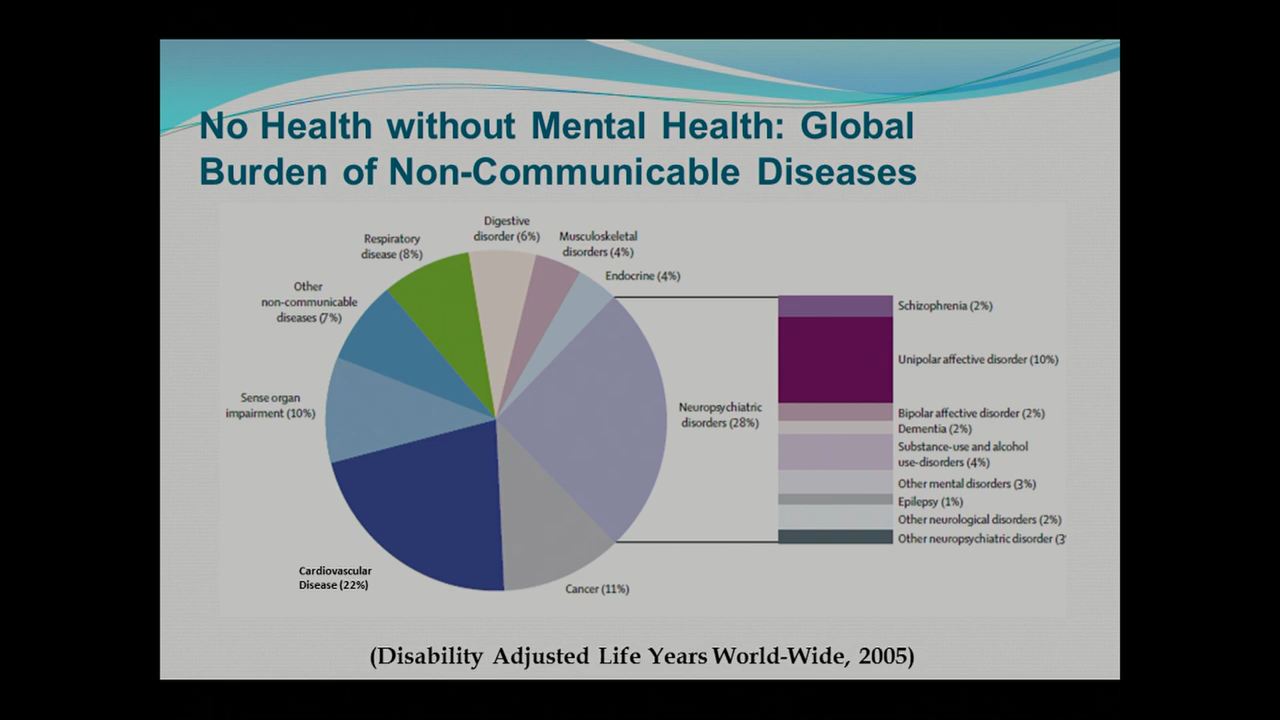 No Health without Mental Health: Global
Burden of Non-Communicable Diseases
Digestive
disorder (6%)
Musculoskeletal
disorders (4%)
Respiratory
disease (8%)
Endocrine (4%)
Other
non-communicable
diseases (7%)
Sense organ
impairment (10%)
Neuropsychiatric
disorders (28%)
Cardiovascular
Disease (22%)
Cancer (11%)
Schizophrenia (2%)
Unipolar affective disorder (10%)
Bipolar affective disorder (2%)
Dementia (2%)
Substance-use and alcohol
use-disorders (4%)
Other mental disorders (3%)
Epilepsy (1%)
Other neurological disorders (2%)
Other neuropsychiatric disorder (3
(Disability Adjusted Life Years World-Wide, 2005)